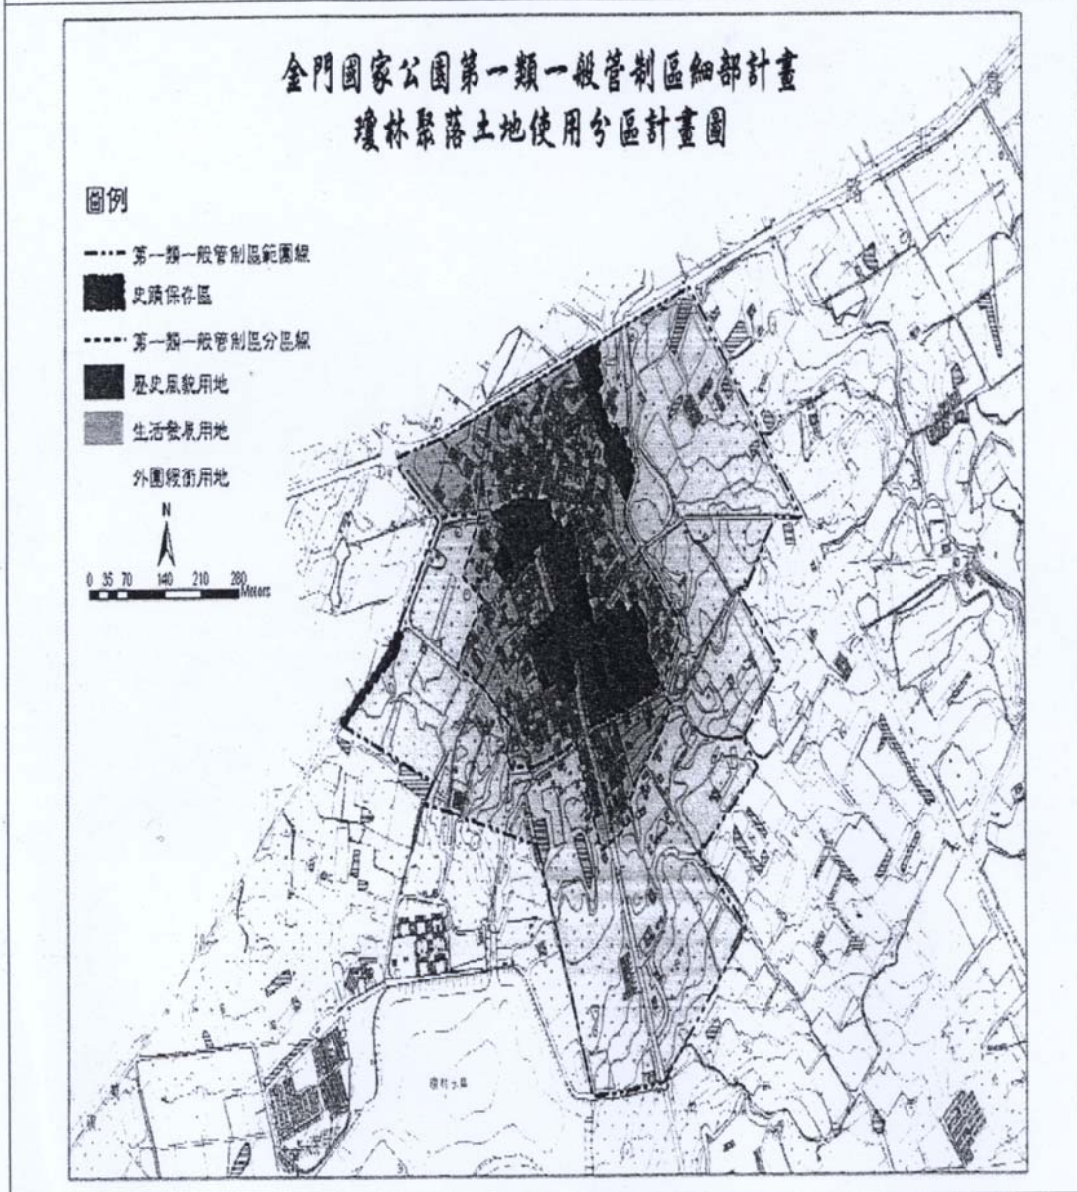 金門國家公園第一類一般管制區細部計畫
瓊林聚落土地使用分區計畫圖
圖例
第一類一般管制區範圍線
史蹟保存區
第一類一般管制區分區線
歷史風貌用地
生活發展用地
外圍緩衝用地
N
0 35 70 140 210 280
Meters
瓊林水庫